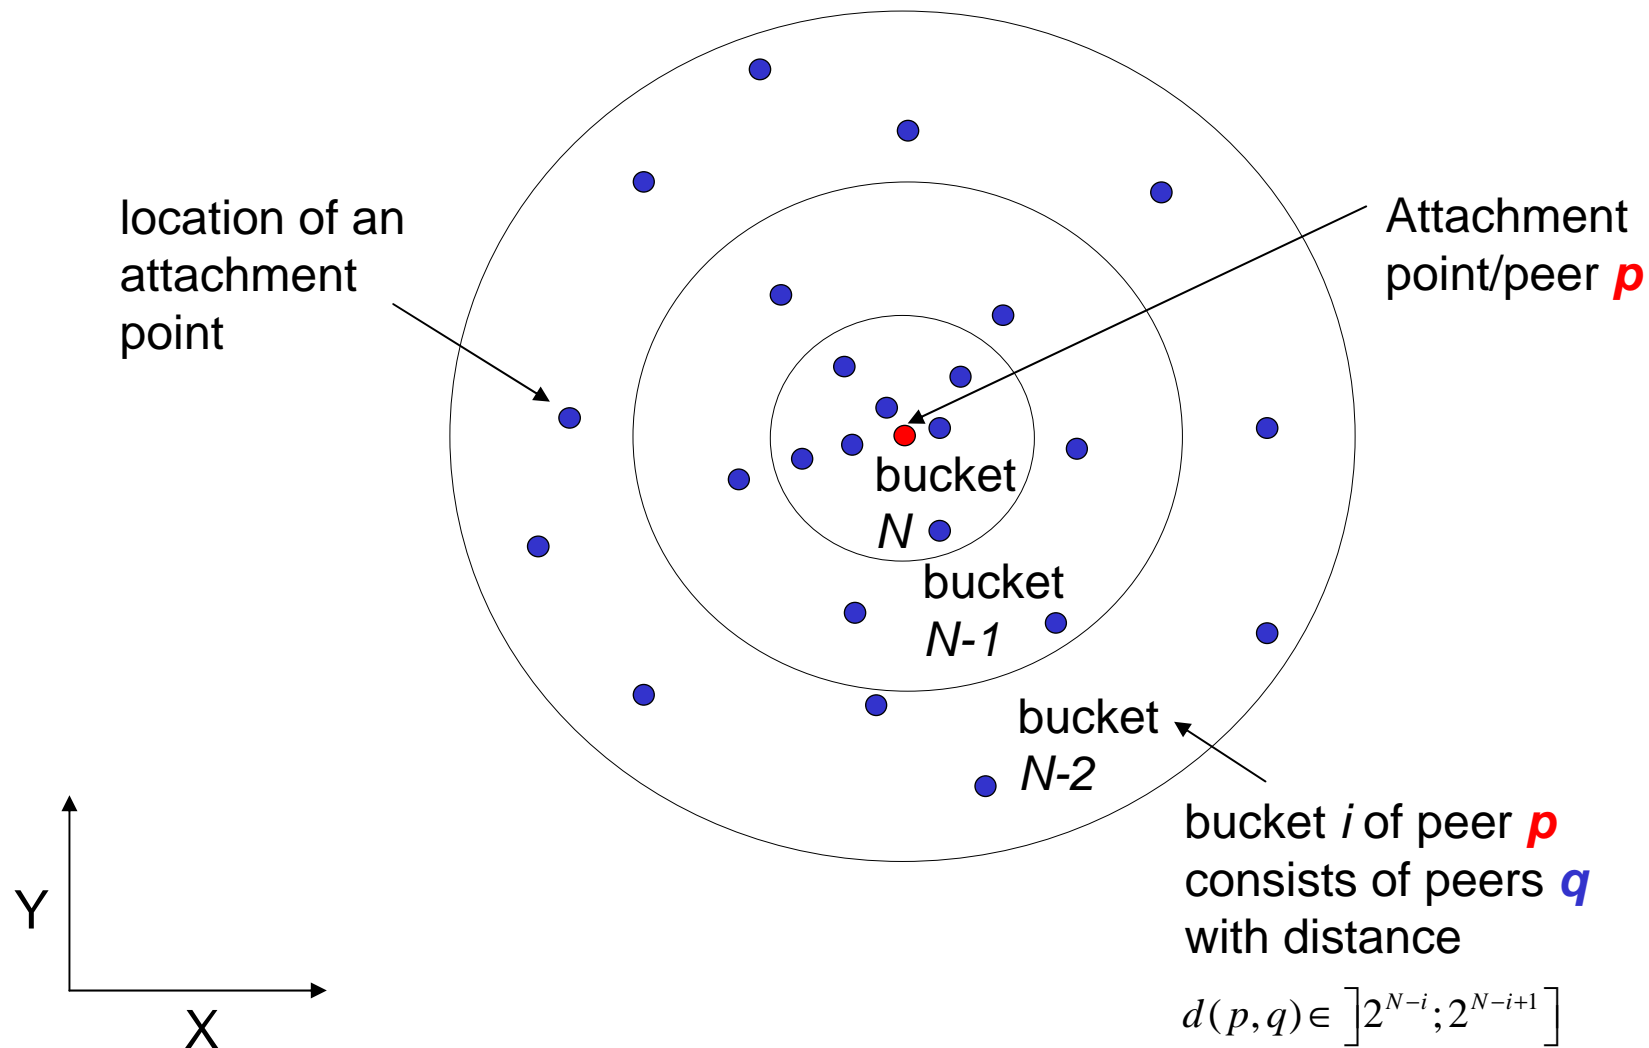 location of an
attachment
point
Attachment
point/peer p
bucket
N
bucket
N-1
bucket
N-2
bucket i of peer p
consists of peers q
with distance
d(p,q)∈ ]2^{N-i};2^{N-i+1}]
Y
X